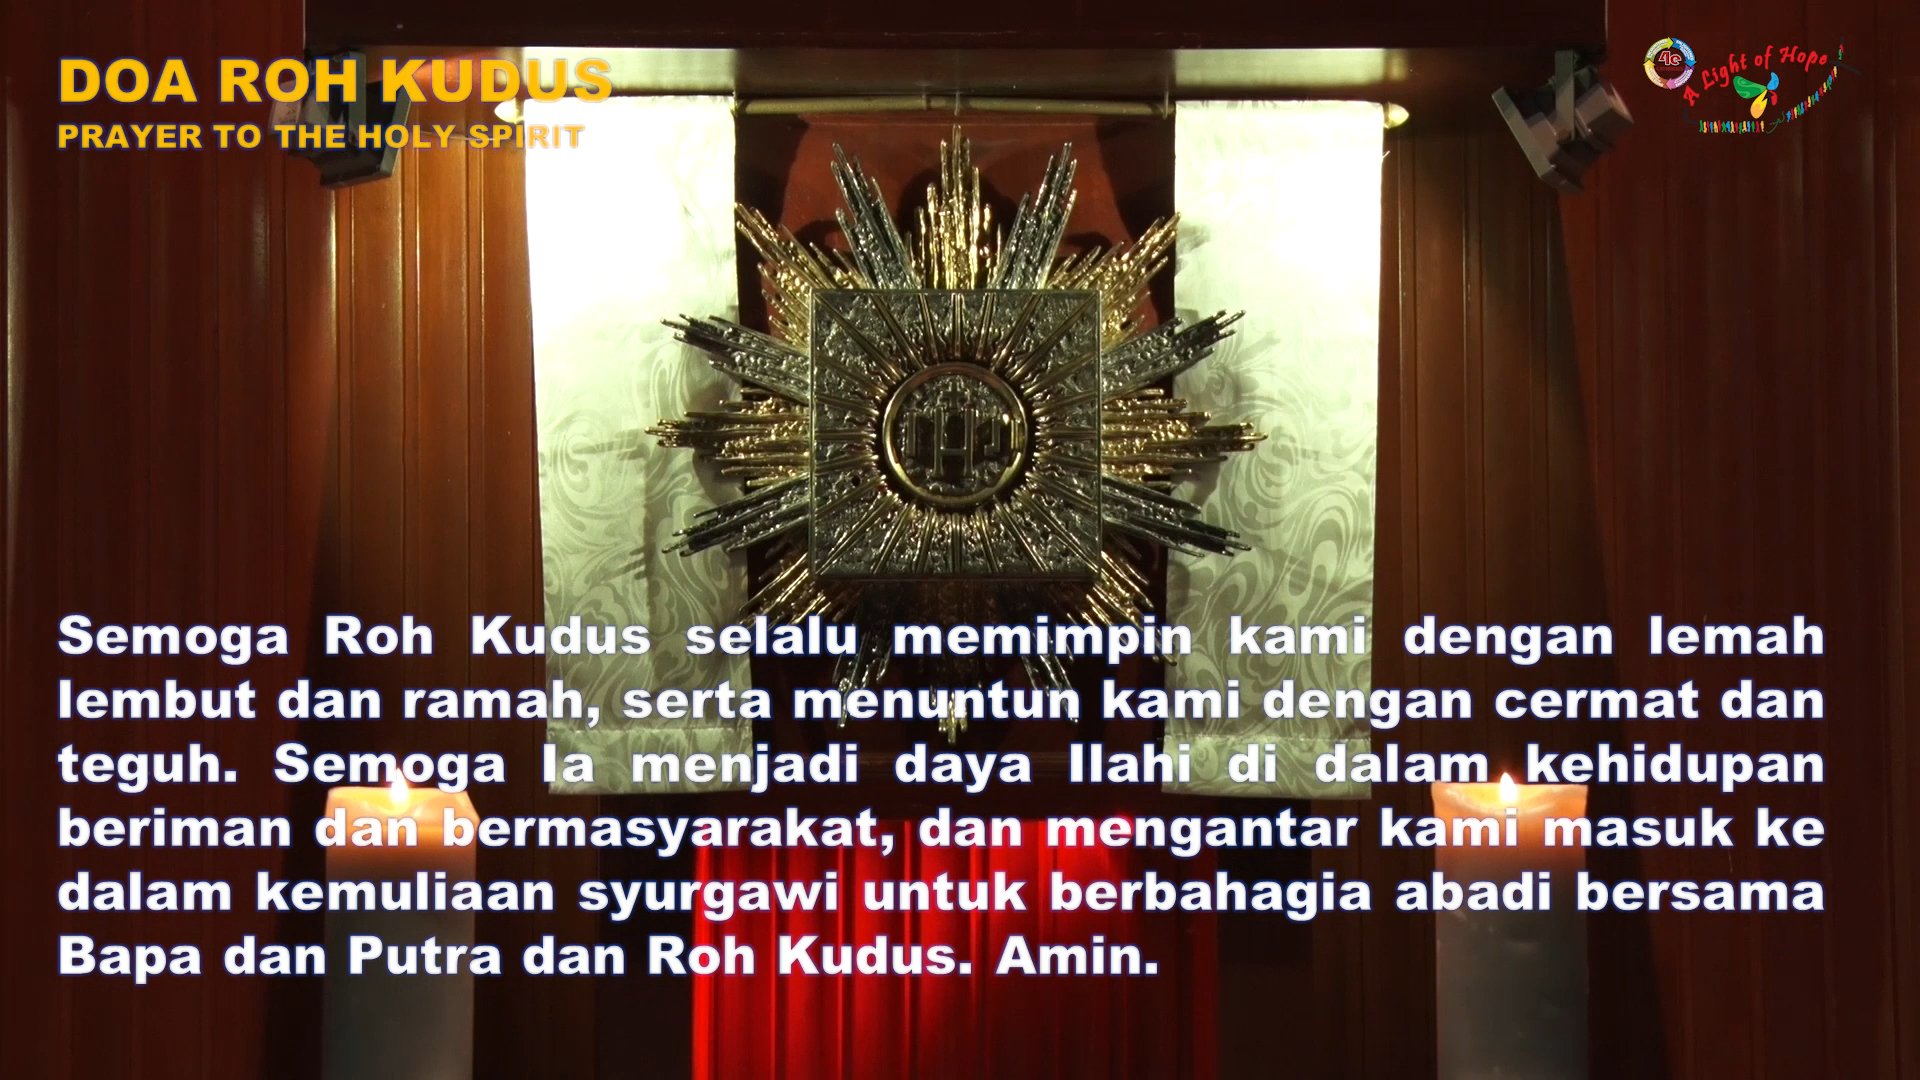 DOA ROH KUDUS
PRAYER TO THE HOLY SPIRIT
4e
A Light of Hope
IHS
Semoga Roh Kudus selalu memimpin kami dengan lemah
lembut dan ramah, serta menuntun kami dengan cermat dan
teguh. Semoga Ia menjadi daya Ilahi di dalam kehidupan
beriman dan bermasyarakat, dan mengantar kami masuk ke
dalam kemuliaan syurgawi untuk berbahagia abadi bersama
Bapa dan Putra dan Roh Kudus. Amin.